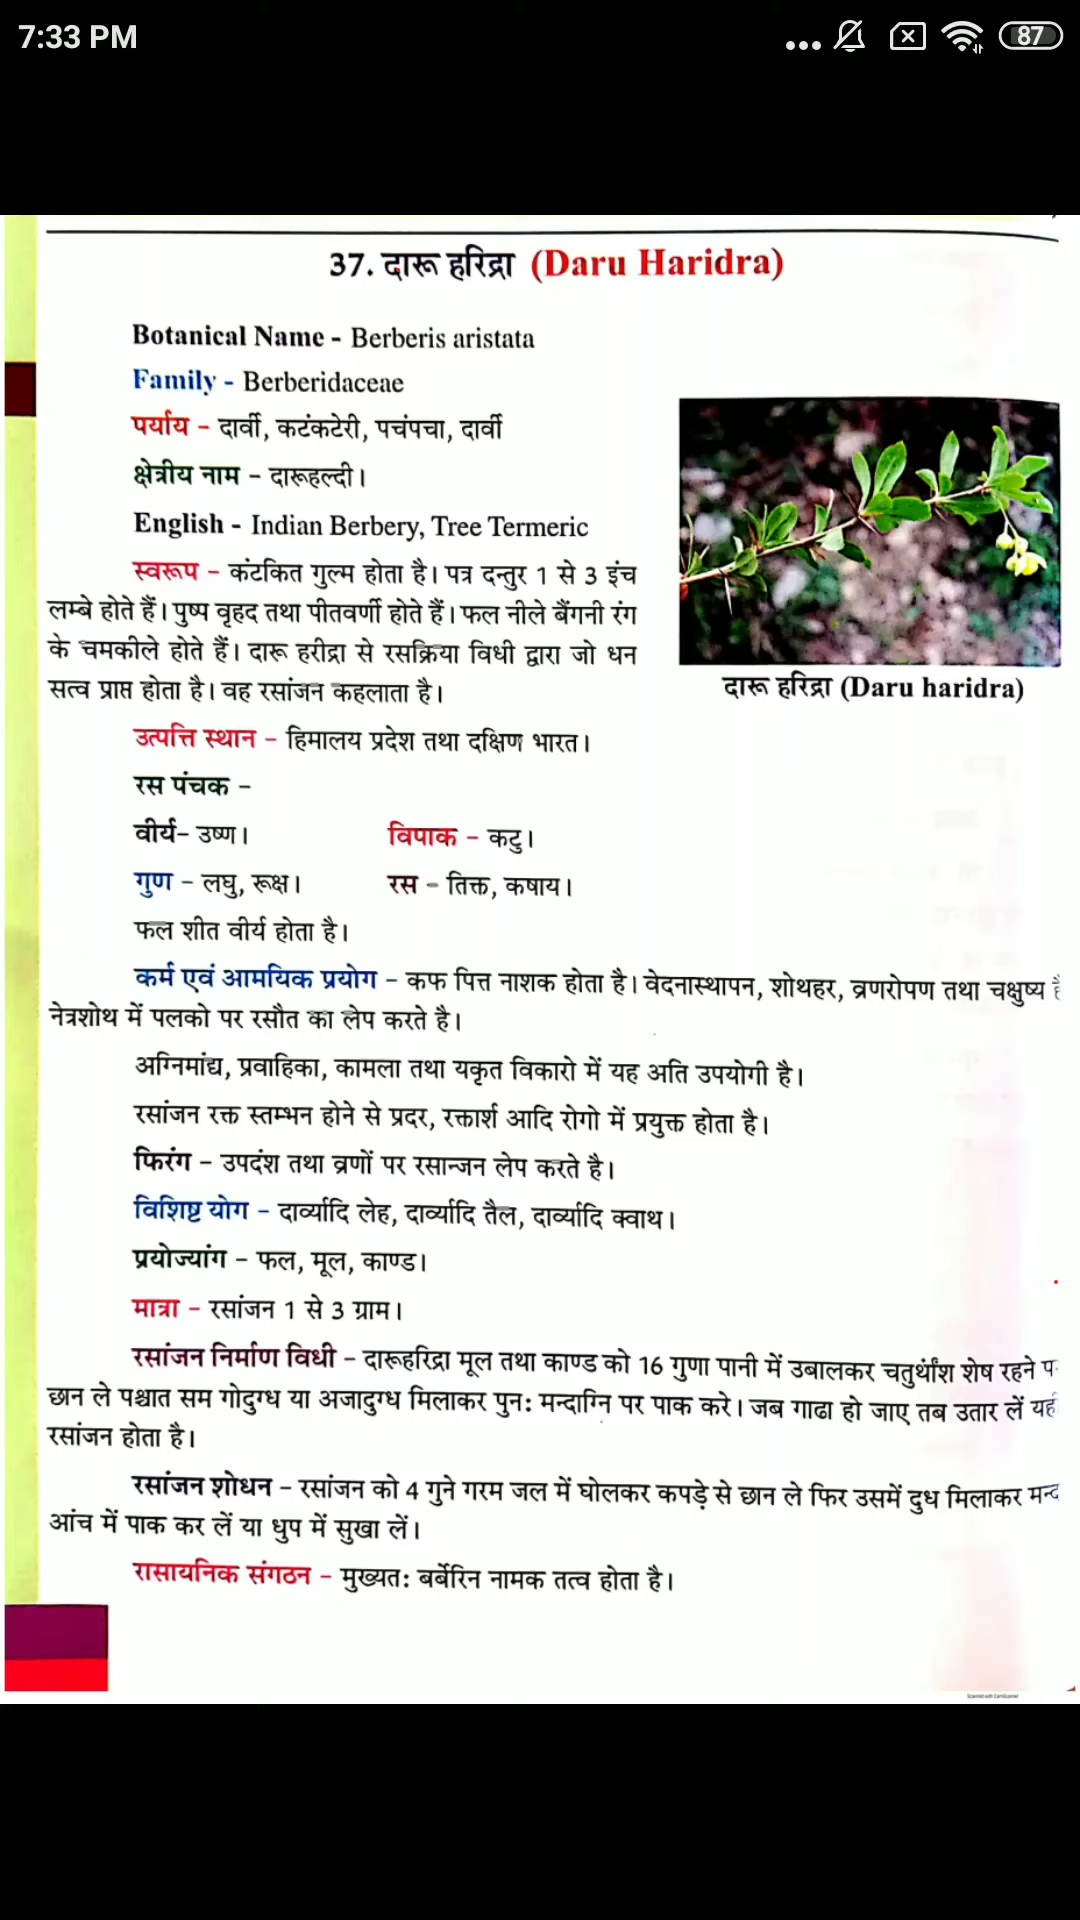 7:33 PM
87
37. दारू हरिद्रा (Daru Haridra)
Botanical Name - Berberis aristata
Family - Berberidaceae
पर्याय - दार्वी, कटंकटेरी, पचंपचा, दार्वी
क्षेत्रीय नाम - दारूहल्दी।
English - Indian Berbery, Tree Termeric
स्वरूप - कंटकित गुल्म होता है। पत्र दन्तुर 1 से 3 इंच
लम्बे होते हैं। पुष्प वृहद तथा पीतवर्णी होते हैं। फल नीले बैंगनी रंग
के चमकीले होते हैं। दारू हरीद्रा से रसक्रिया विधी द्वारा जो धन
सत्व प्राप्त होता है। वह रसांजन कहलाता है।
दारू हरिद्रा (Daru haridra)
उत्पत्ति स्थान - हिमालय प्रदेश तथा दक्षिण भारत।
रस पंचक -
वीर्य- उष्ण। विपाक - कटु।
गुण - लघु, रूक्ष। रस - तिक्त, कषाय।
फल शीत वीर्य होता है।
कर्म एवं आमयिक प्रयोग - कफ पित्त नाशक होता है। वेदनास्थापन, शोथहर, व्रणरोपण तथा चक्षुष्य है
नेत्रशोथ में पलको पर रसौत का लेप करते है।
अग्निमांद्य, प्रवाहिका, कामला तथा यकृत विकारो में यह अति उपयोगी है।
रसांजन रक्त स्तम्भन होने से प्रदर, रक्तार्श आदि रोगो में प्रयुक्त होता है।
फिरंग - उपदंश तथा व्रणों पर रसान्जन लेप करते है।
विशिष्ट योग - दार्व्यादि लेह, दार्व्यादि तैल, दार्व्यादि क्वाथ।
प्रयोज्यांग - फल, मूल, काण्ड।
मात्रा - रसांजन 1 से 3 ग्राम।
रसांजन निर्माण विधी - दारूहरिद्रा मूल तथा काण्ड को 16 गुणा पानी में उबालकर चतुर्थांश शेष रहने
छान ले पश्चात सम गोदुग्ध या अजादुग्ध मिलाकर पुन: मन्दाग्नि पर पाक करे। जब गाढा हो जाए तब उतार लें यही
रसांजन होता है।
रसांजन शोधन - रसांजन को 4 गुने गरम जल में घोलकर कपड़े से छान ले फिर उसमें दुध मिलाकर मन्द
आंच में पाक कर लें या धुप में सुखा लें।
रासायनिक संगठन - मुख्यत: बर्बेरिन नामक तत्व होता है।
Scanned with CamScanner